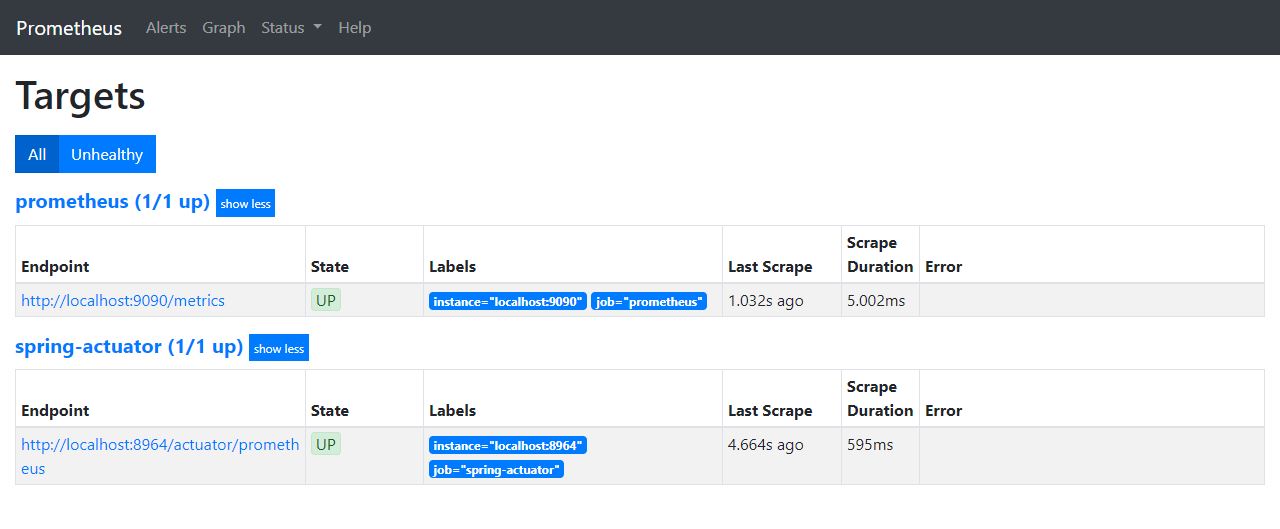 Prometheus Alerts Graph Status Help
Targets
All Unhealthy
prometheus (1/1 up) show less
Endpoint State Labels Last Scrape Scrape Duration Error
http://localhost:9090/metrics UP instance="localhost:9090" job="prometheus" 1.032s ago 5.002ms
spring-actuator (1/1 up) show less
Endpoint State Labels Last Scrape Scrape Duration Error
http://localhost:8964/actuator/prometh UP instance="localhost:8964" 4.664s ago 595ms
eus job="spring-actuator"